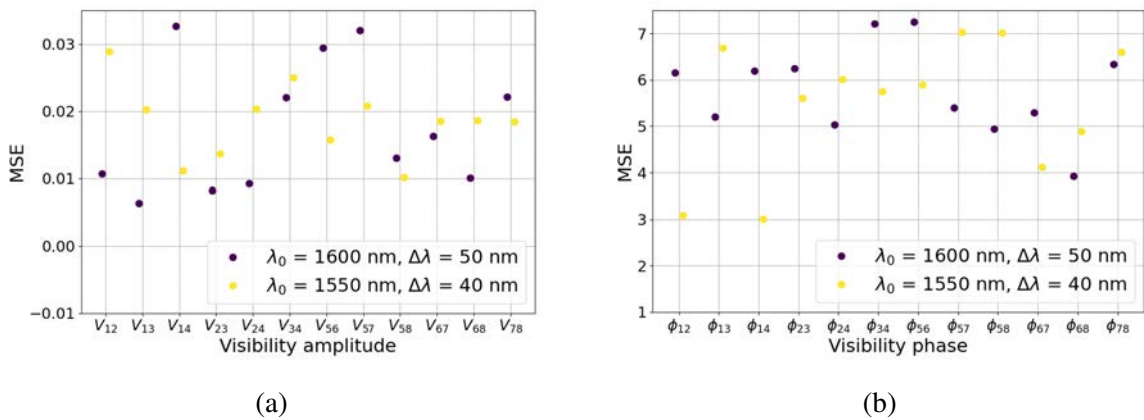 0.03
0.02
0.01
0.00
−0.01
MSE
λ₀ = 1600 nm, Δλ = 50 nm
λ₀ = 1550 nm, Δλ = 40 nm
V₁₂ V₁₃ V₁₄ V₂₃ V₂₄ V₃₄ V₅₆ V₅₇ V₅₈ V₆₇ V₆₈ V₇₈
Visibility amplitude
(a)
7
6
5
4
3
2
1
MSE
λ₀ = 1600 nm, Δλ = 50 nm
λ₀ = 1550 nm, Δλ = 40 nm
ϕ₁₂ ϕ₁₃ ϕ₁₄ ϕ₂₃ ϕ₂₄ ϕ₃₄ ϕ₅₆ ϕ₅₇ ϕ₅₈ ϕ₆₇ ϕ₆₈ ϕ₇₈
Visibility phase
(b)